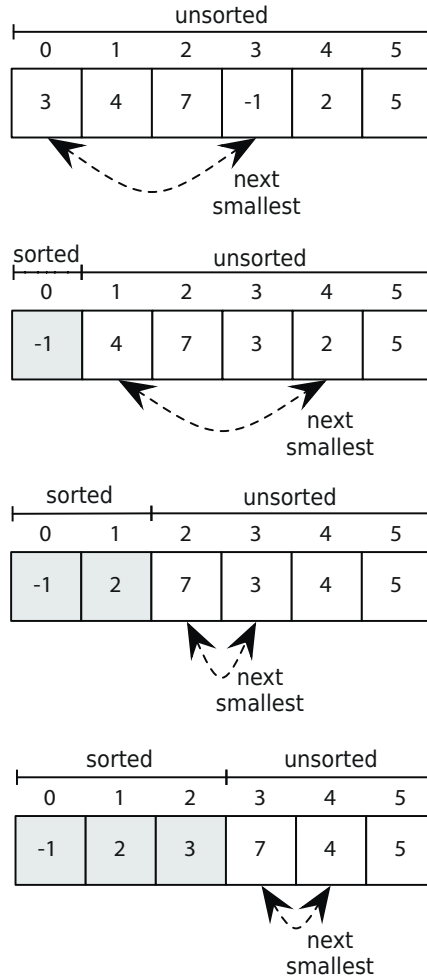 unsorted
0 1 2 3 4 5
3 4 7 -1 2 5
next
smallest
sorted unsorted
0 1 2 3 4 5
-1 4 7 3 2 5
next
smallest
sorted unsorted
0 1 2 3 4 5
-1 2 7 3 4 5
next
smallest
sorted unsorted
0 1 2 3 4 5
-1 2 3 7 4 5
next
smallest